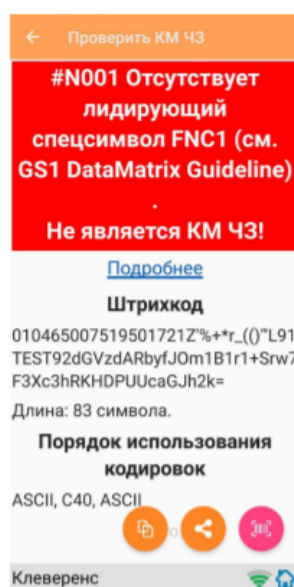 Проверить КМ ЧЗ
#N001 Отсутствует
лидирующий
спецсимвол FNC1 (см.
GS1 DataMatrix Guideline)
.
Не является КМ ЧЗ!
Подробнее
Штрихкод
010465007519501721Z'%+*r_(()'"L91
TEST92dGVzdARbyfJOm1B1r1+Srw7
F3Xc3hRKHDPUUcaGJh2k=
Длина: 83 символа.
Порядок использования
кодировок
ASCII, C40, ASCII
Клеверенс